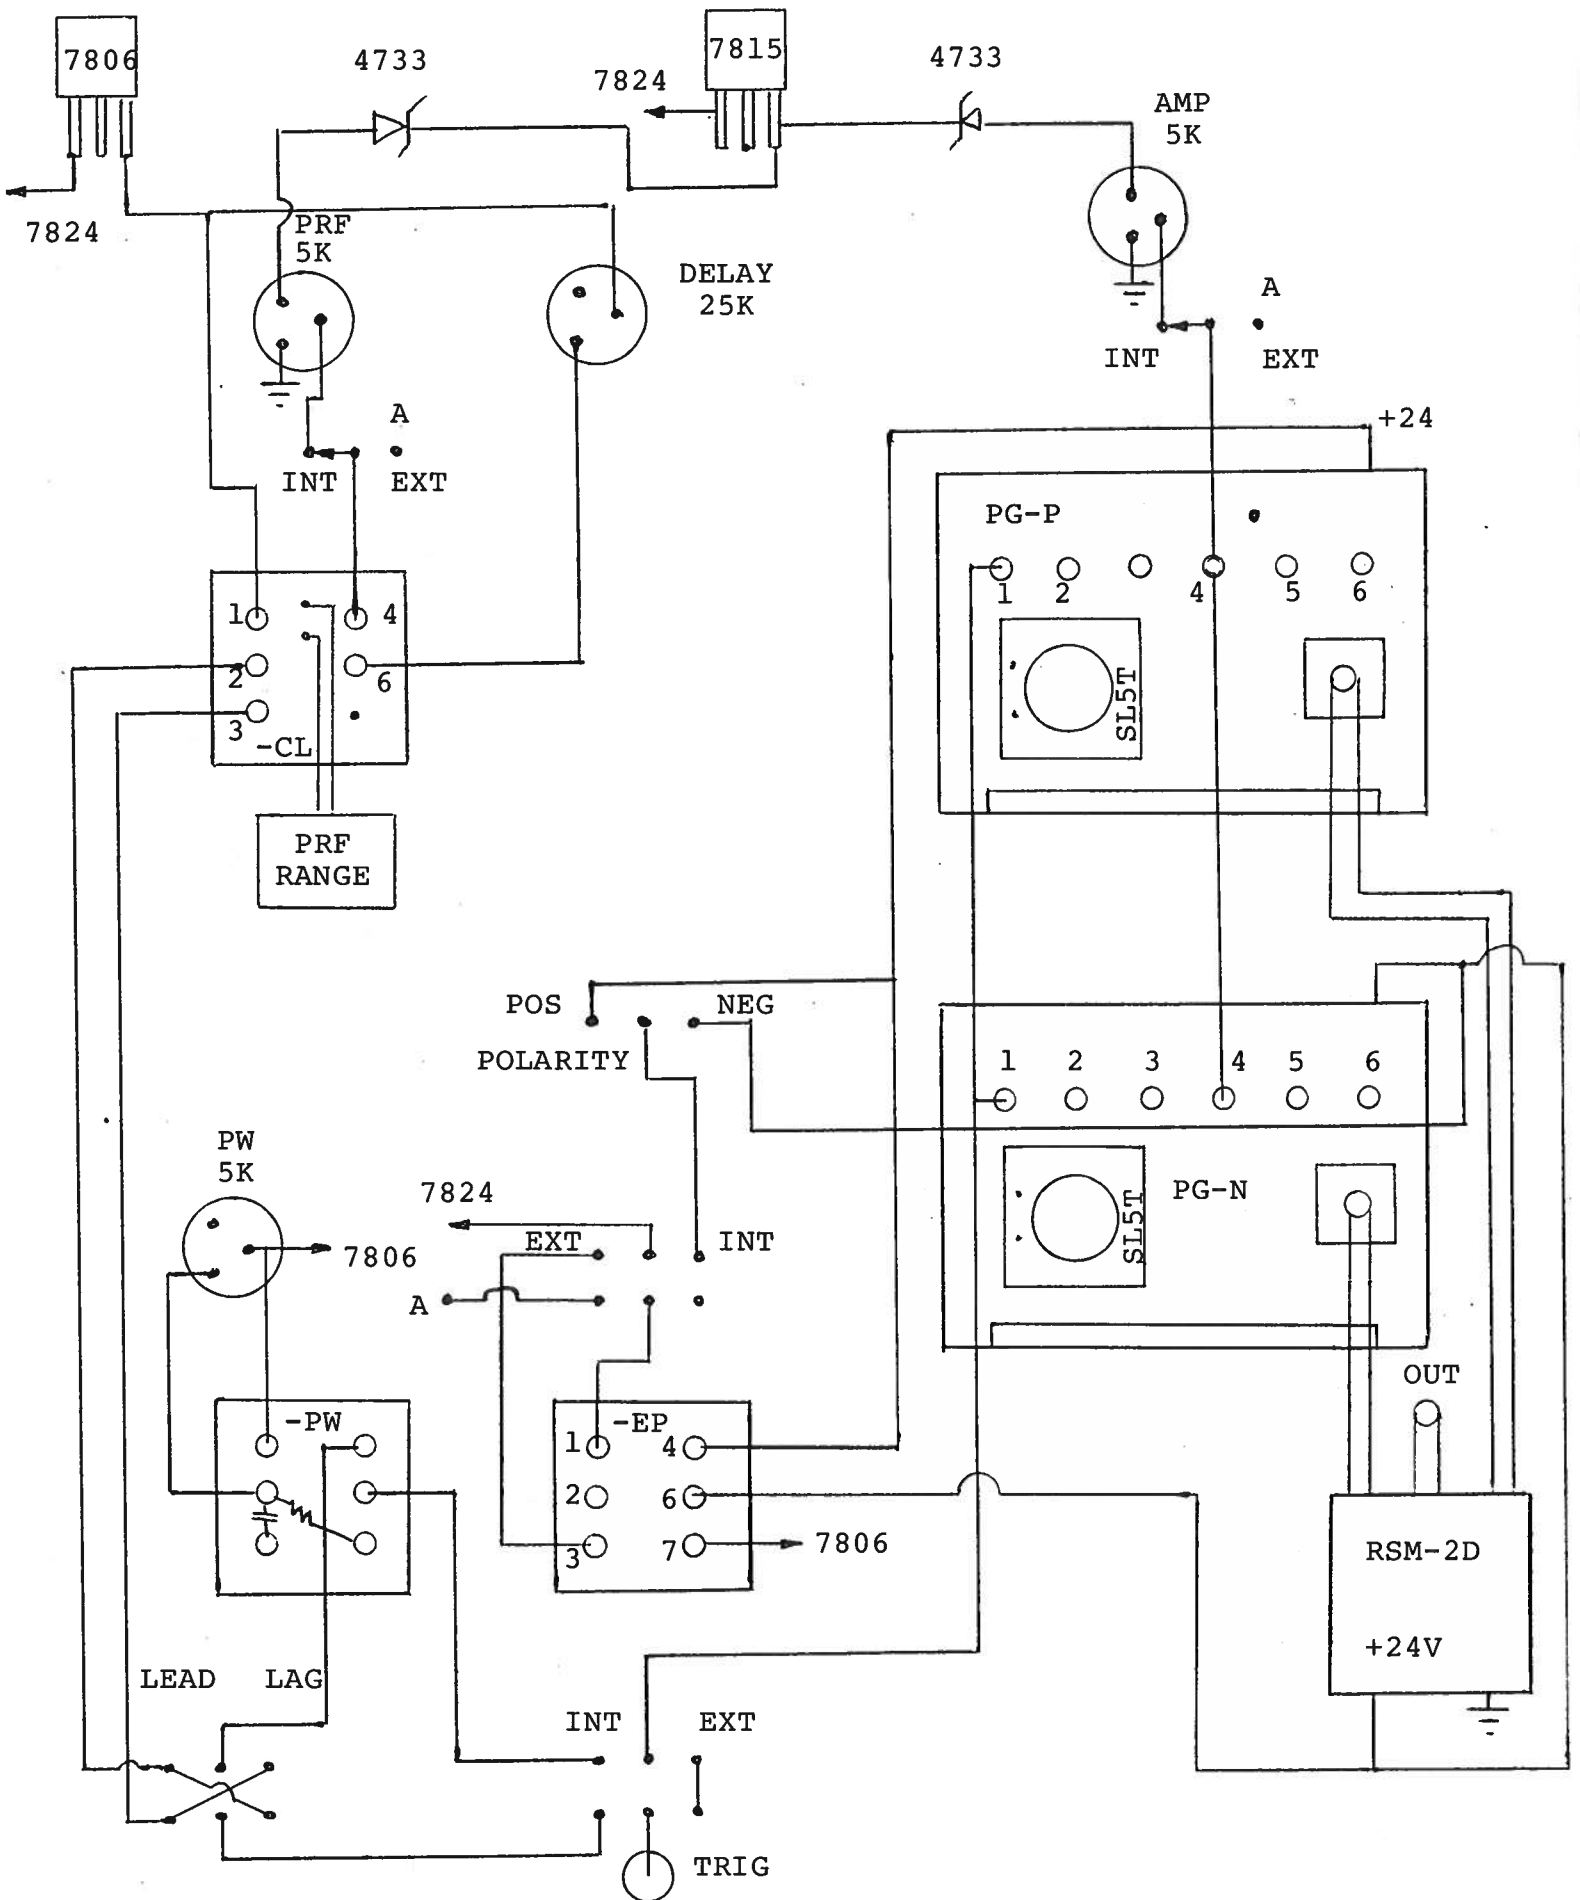 7806
4733
7824
7815
4733
AMP
5K
7824
PRF
5K
DELAY
25K
A
INT
EXT
A
INT
EXT
+24
PG-P
1
2
4
5
6
SL5T
1
4
2
6
3
-CL
PRF
RANGE
POS
NEG
POLARITY
1
2
3
4
5
6
PG-N
SL5T
PW
5K
7806
7824
EXT
INT
A
OUT
-PW
-EP
1
4
2
6
3
7
7806
RSM-2D
+24V
LEAD
LAG
INT
EXT
TRIG